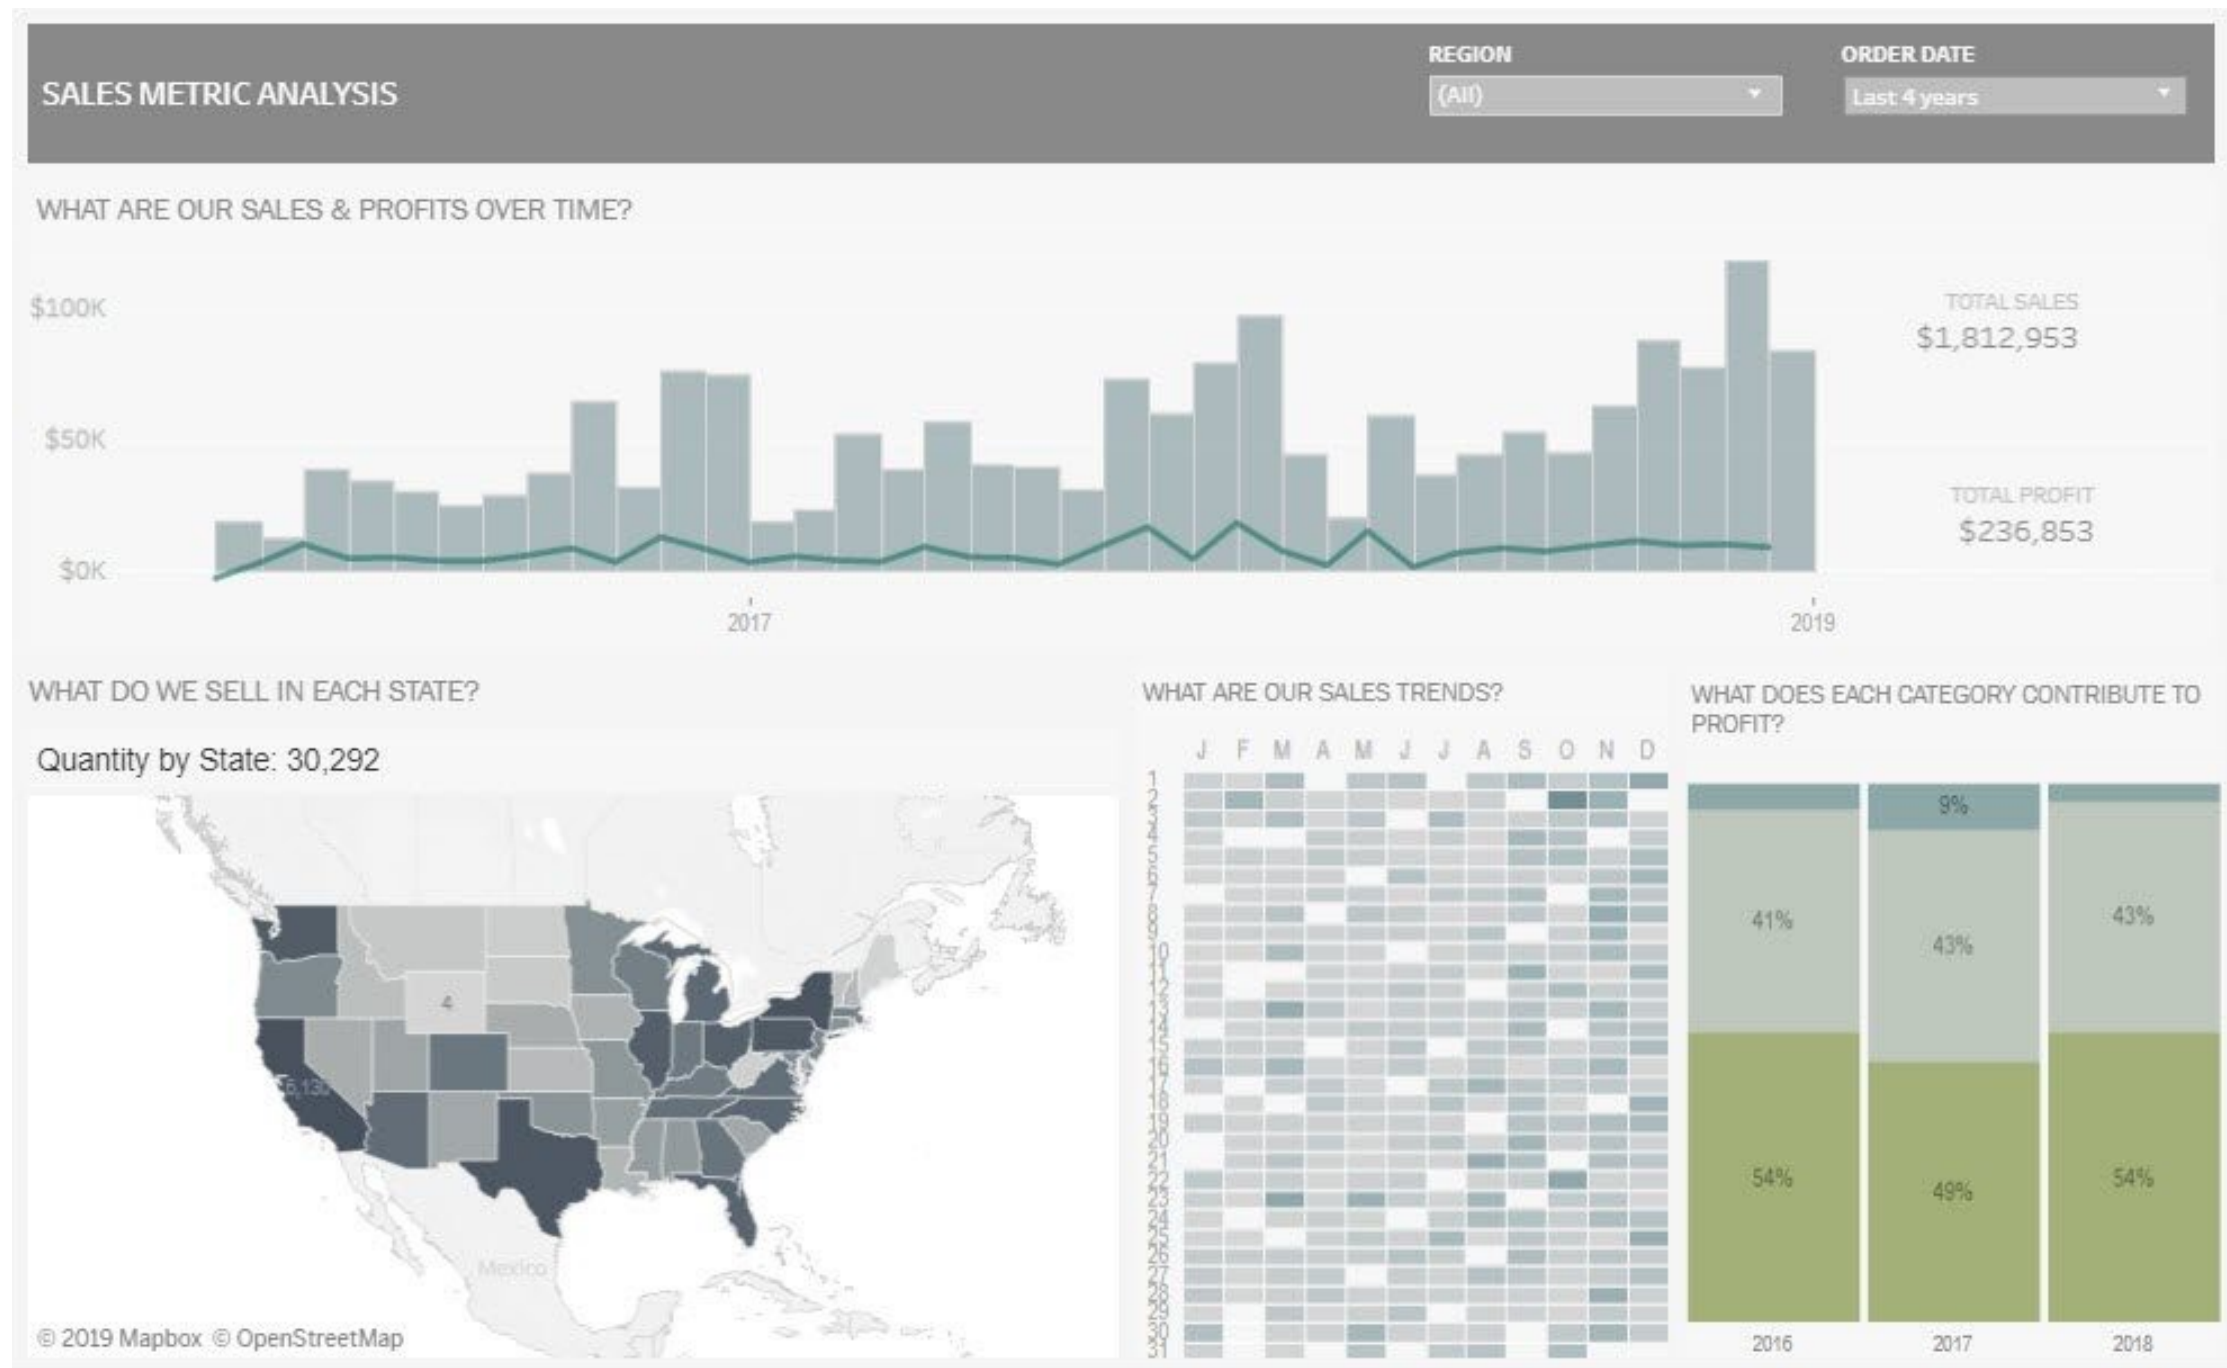 SALES METRIC ANALYSIS
REGION
(All)
ORDER DATE
Last 4 years
WHAT ARE OUR SALES & PROFITS OVER TIME?
$100K
$50K
$0K
2017
2019
TOTAL SALES
$1,812,953
TOTAL PROFIT
$236,853
WHAT DO WE SELL IN EACH STATE?
Quantity by State: 30,292
4
Mexico
© 2019 Mapbox © OpenStreetMap
WHAT ARE OUR SALES TRENDS?
J F M A M J J A S O N D
1
2
3
4
5
6
7
8
9
10
11
12
13
14
15
16
17
18
19
20
21
22
23
24
25
26
27
28
29
30
31
WHAT DOES EACH CATEGORY CONTRIBUTE TO
PROFIT?
9%
41%
43%
43%
54%
49%
54%
2016
2017
2018